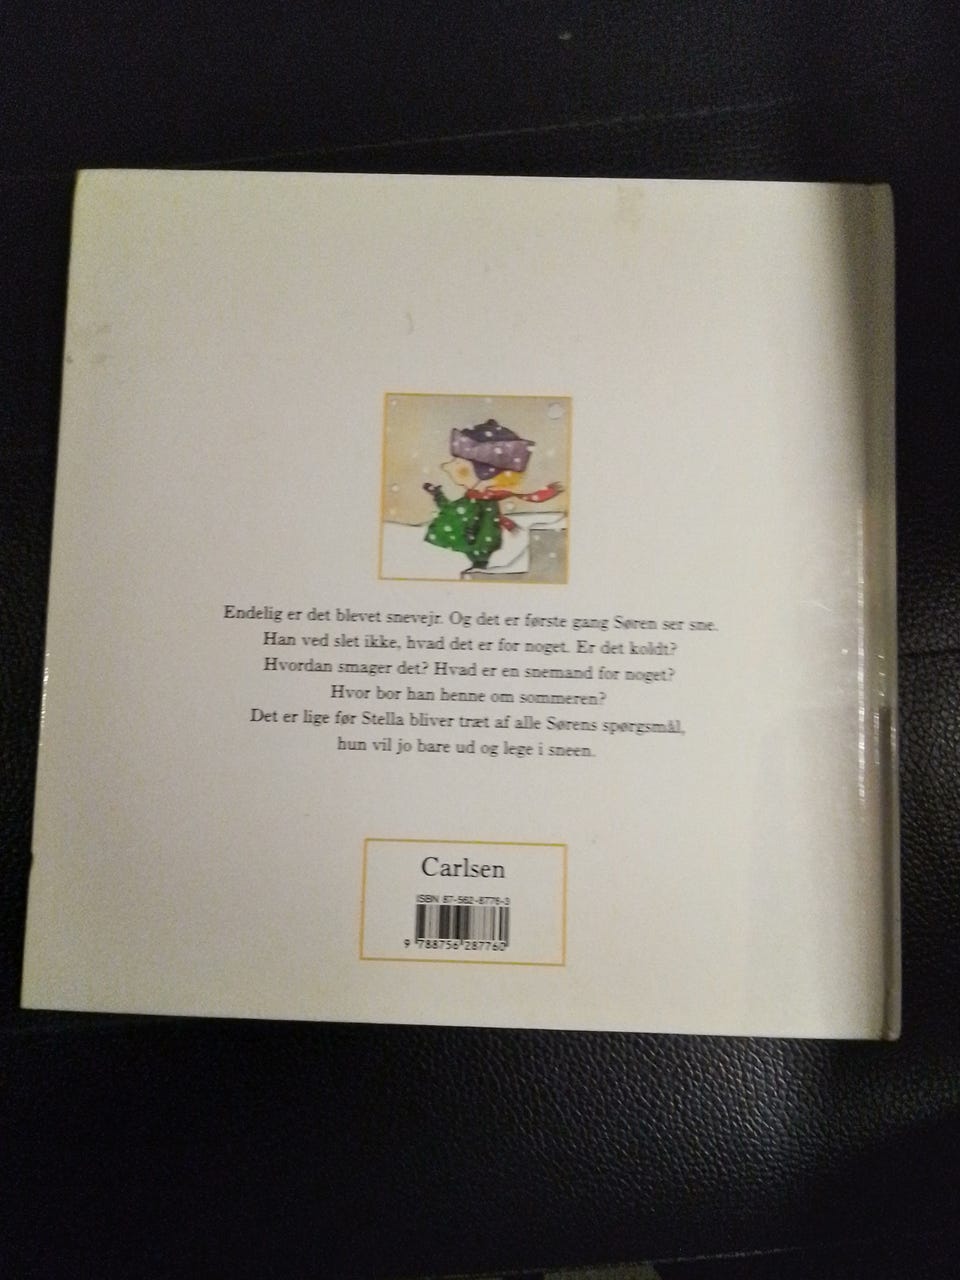 Endelig er det blevet snevejr. Og det er første gang Søren ser sne.
Han ved slet ikke, hvad det er for noget. Er det koldt?
Hvordan smager det? Hvad er en snemand for noget?
Hvor bor han henne om sommeren?
Det er lige før Stella bliver træt af alle Sørens spørgsmål,
hun vil jo bare ud og lege i sneen.
Carlsen
ISBN 87-562-8776-3
9 788756 287760